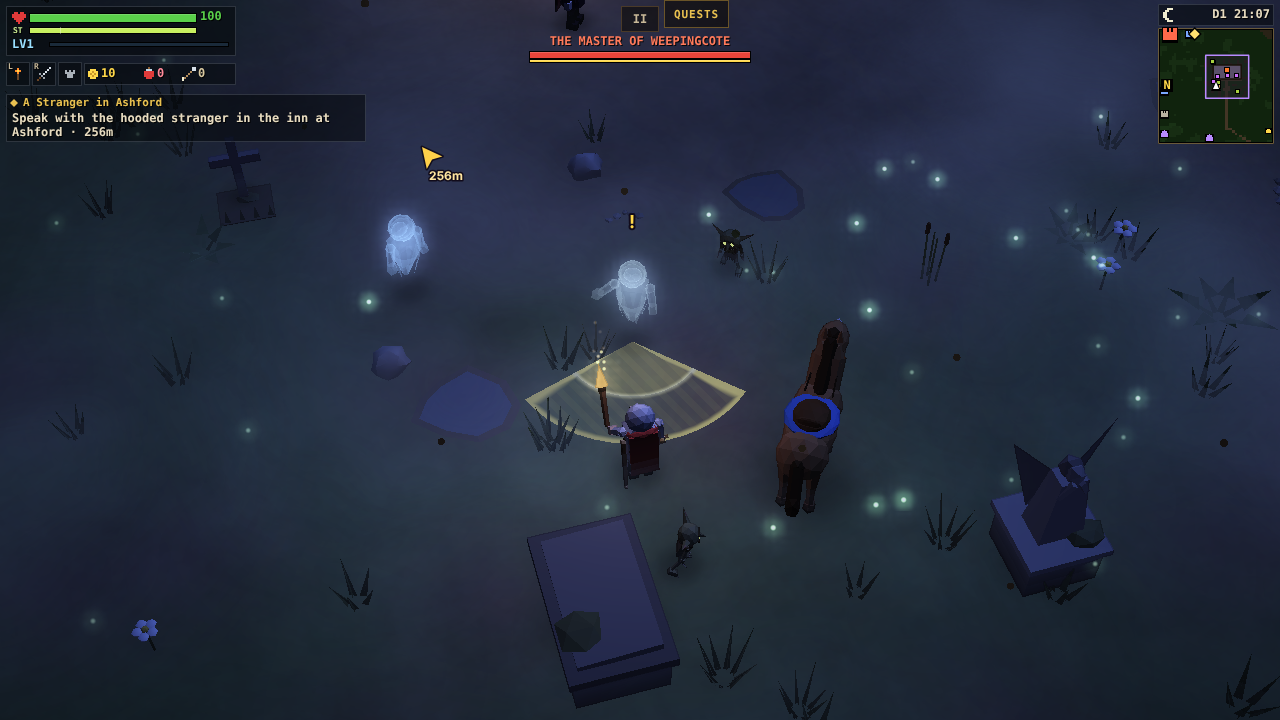 100
ST
LV1
L
R
10
0
0
◆ A Stranger in Ashford
Speak with the hooded stranger in the inn at
Ashford · 256m
II
QUESTS
THE MASTER OF WEEPINGCOTE
D1 21:07
N
256m
!